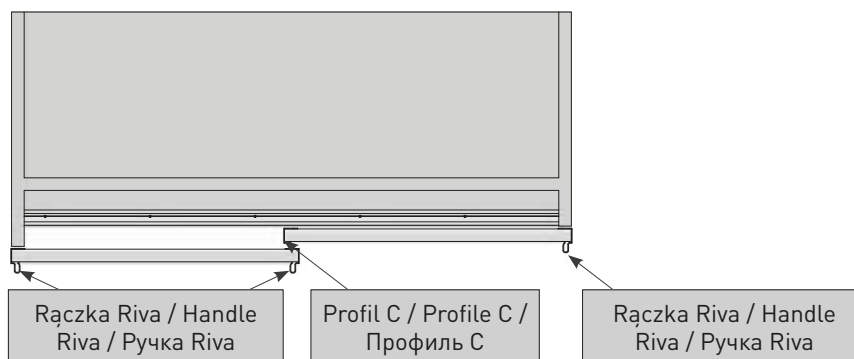 Rączka Riva / Handle
Riva / Ручка Riva
Profil C / Profile C /
Профиль C
Rączka Riva / Handle
Riva / Ручка Riva